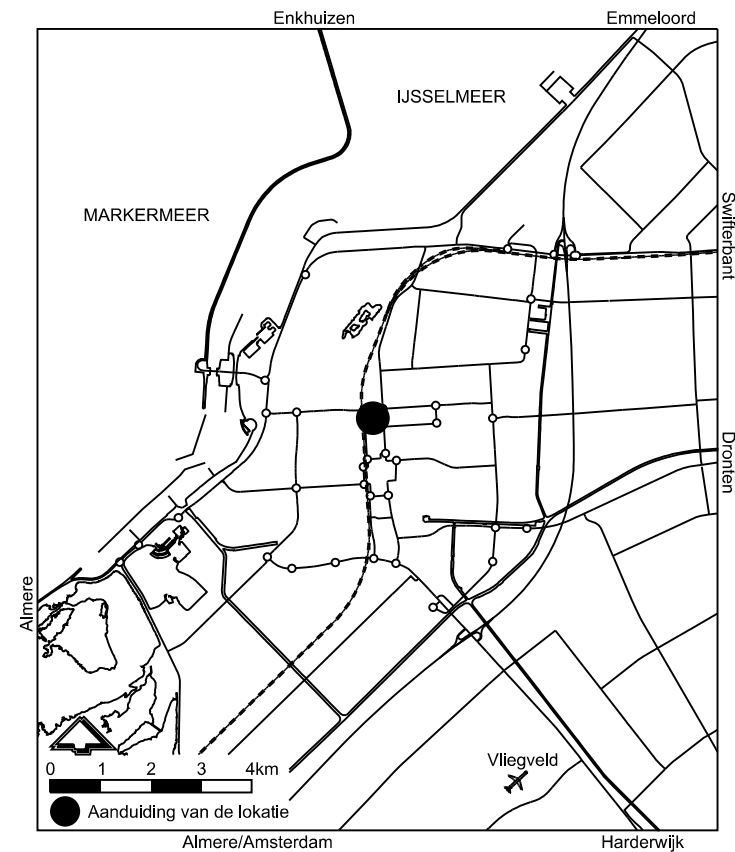 Enkhuizen
Emmeloord
IJSSELMEER
MARKERMEER
Swifterbant
Dronten
Almere
Vliegveld
0 1 2 3 4km
Aanduiding van de lokatie
Almere/Amsterdam
Harderwijk